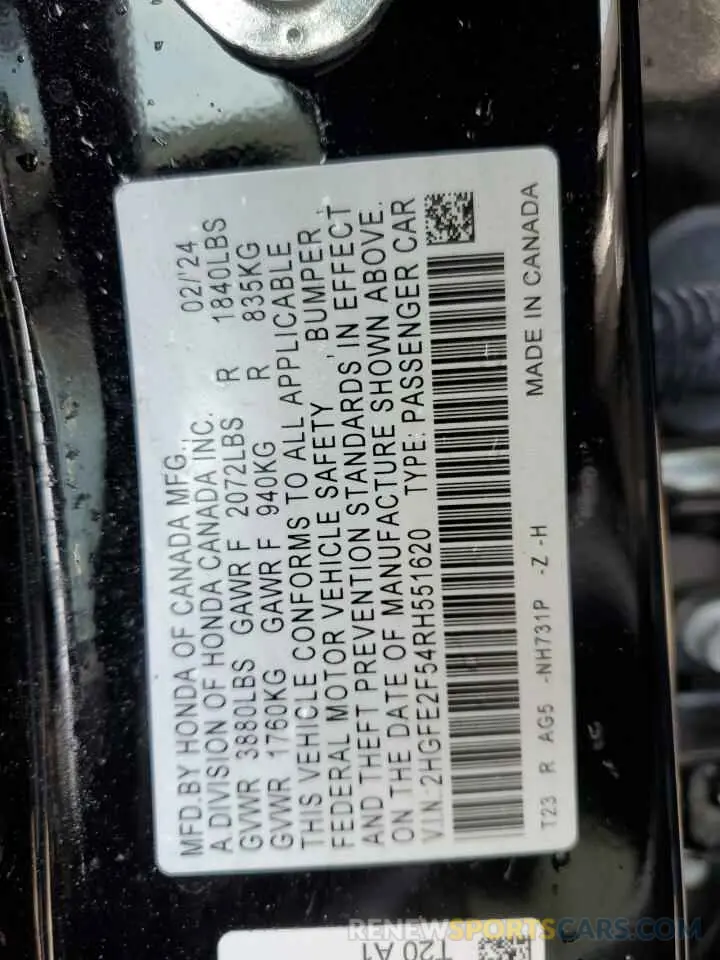 MFD.BY HONDA OF CANADA MFG., 02/'24
A DIVISION OF HONDA CANADA INC.
GVWR 3880LBS GAWR F 2072LBS R 1840LBS
GVWR 1760KG GAWR F 940KG R 835KG
THIS VEHICLE CONFORMS TO ALL APPLICABLE
FEDERAL MOTOR VEHICLE SAFETY, BUMPER,
AND THEFT PREVENTION STANDARDS IN EFFECT
ON THE DATE OF MANUFACTURE SHOWN ABOVE.
VIN 2HGFE2F54RH551620 TYPE: PASSENGER CAR
T23 R AG5 -NH731P -Z -H MADE IN CANADA
T20 A1
RENEWSPORTSCARS.COM